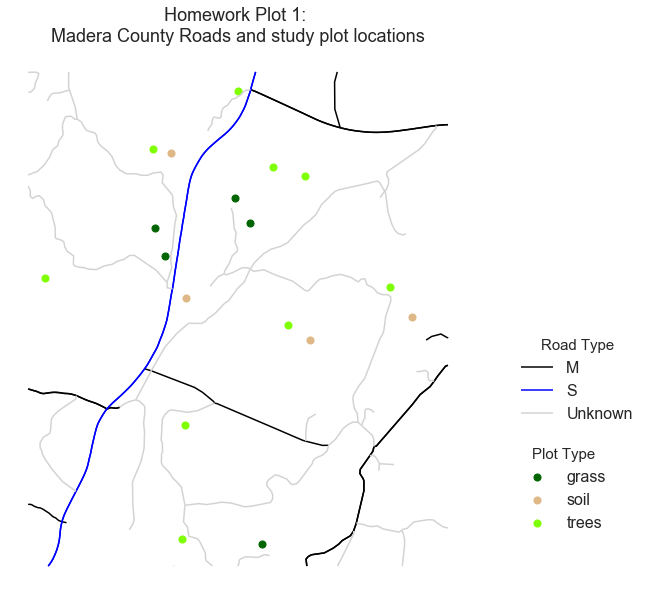 Homework Plot 1:
Madera County Roads and study plot locations
Road Type
M
S
Unknown
Plot Type
grass
soil
trees